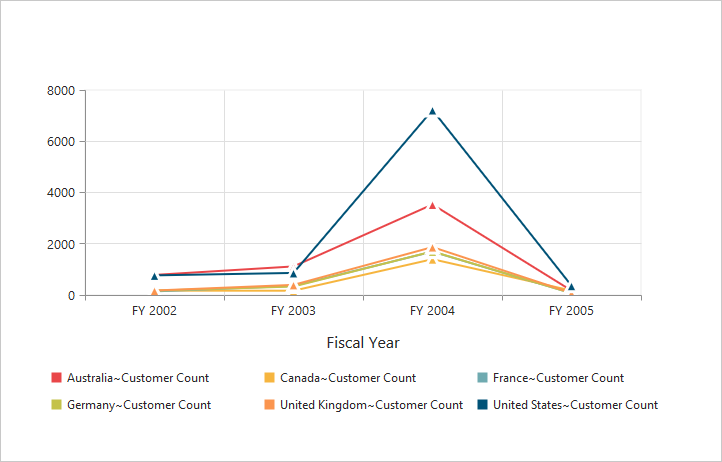 8000
6000
4000
2000
0
FY 2002 FY 2003 FY 2004 FY 2005
Fiscal Year
Australia~Customer Count Canada~Customer Count France~Customer Count
Germany~Customer Count United Kingdom~Customer Count United States~Customer Count